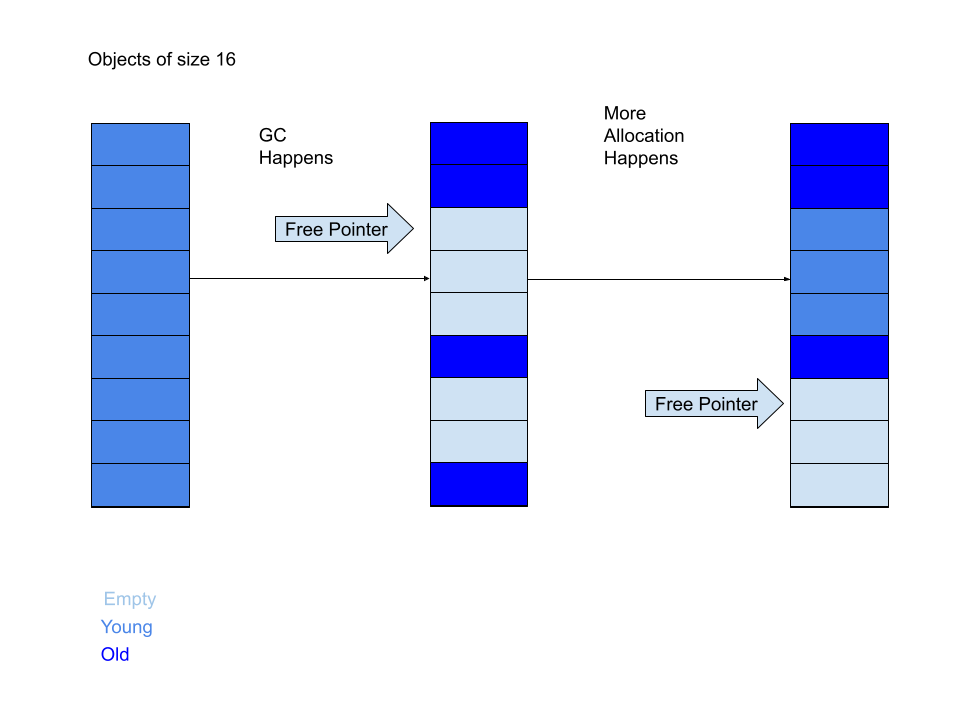 Objects of size 16
GC
Happens
More
Allocation
Happens
Free Pointer
Free Pointer
Empty
Young
Old